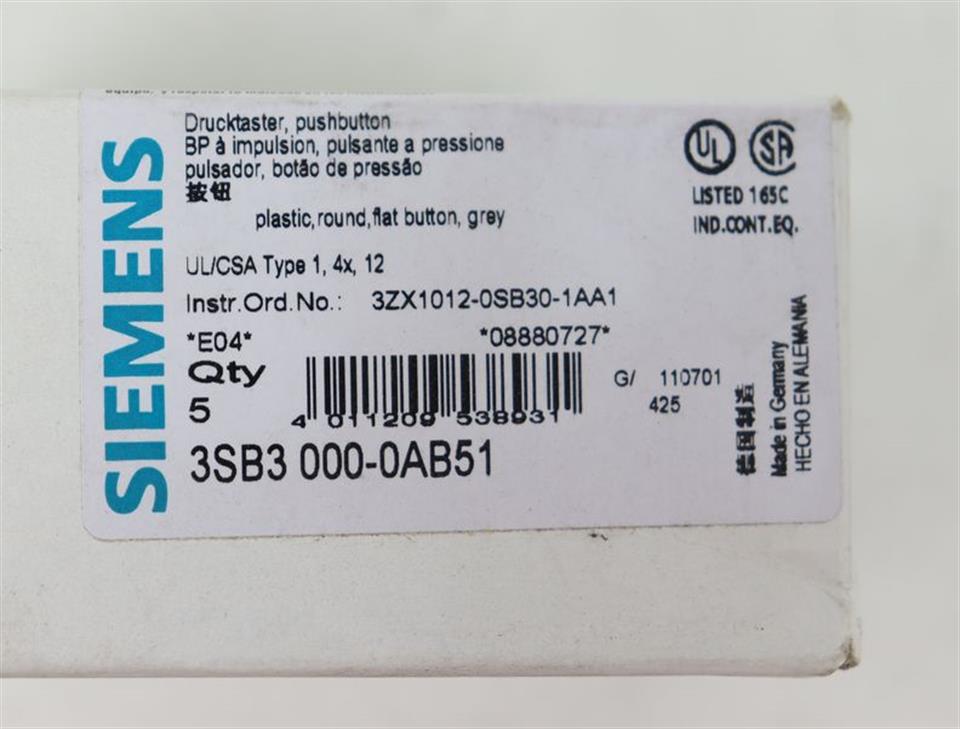 SIEMENS
Drucktaster, pushbutton
BP à impulsion, pulsante a pressione
pulsador, botão de pressão
按钮
plastic,round,flat button, grey
UL/CSA Type 1, 4x, 12
Instr.Ord.No.: 3ZX1012-0SB30-1AA1
*E04* *08880727*
Qty
5
4 011209 538931
G/ 110701
425
3SB3 000-0AB51
UL SA
LISTED 165C
IND.CONT.EQ.
德国制造
Made in Germany
HECHO EN ALEMANIA